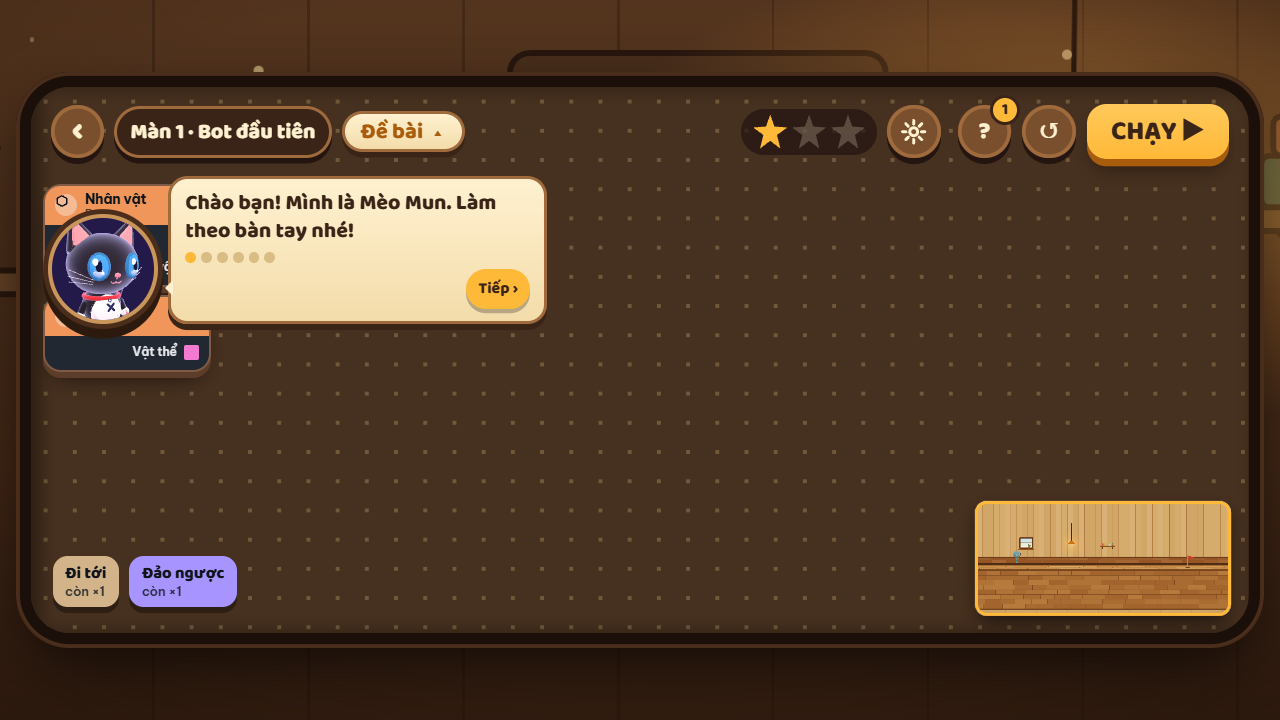 Màn 1 • Bot đầu tiên
Đề bài
1
?
CHẠY
Nhân vật
Chào bạn! Mình là Mèo Mun. Làm
theo bàn tay nhé!
Tiếp ›
Vật thể
Đi tới
còn ×1
Đảo ngược
còn ×1